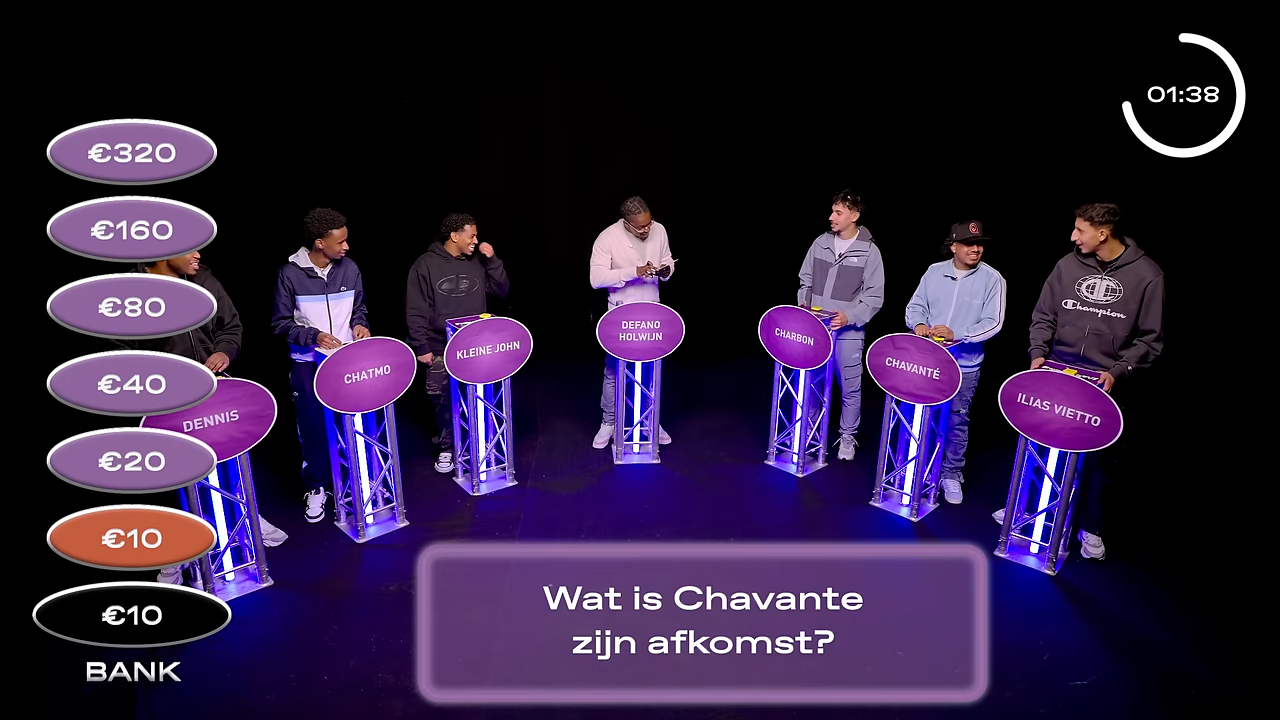 01:38
€320
€160
€80
€40
€20
€10
€10
BANK
DENNIS
CHATMO
KLEINE JOHN
DEFANO
HOLWIJN
CHARBON
CHAVANTÉ
ILIAS VIETTO
Champion
Wat is Chavante
zijn afkomst?